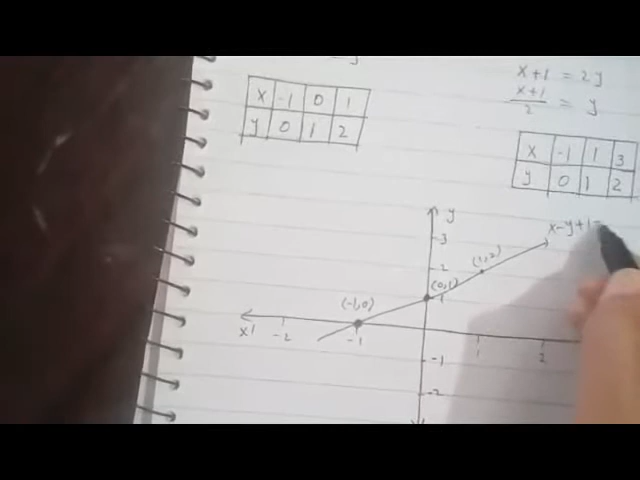 x+1 = 2y
x+1
2
= y
x -1 0 1
y 0 1 2
x -1 1 3
y 0 1 2
y
x-y+1=
3
2
(1,2)
(0,1)
1
(-1,0)
x'
-2
-1
1
2
-1
-2